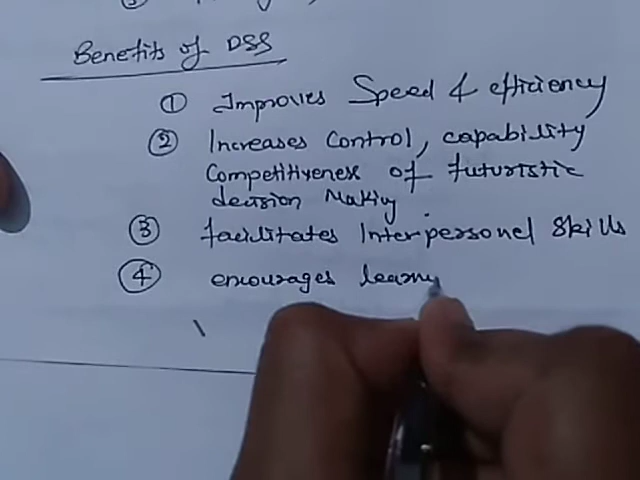 Benefits of DSS
① Improves Speed & efficiency
② Increases Control, capability
Competitiveness of futuristic
decision Making
③ facilitates Interpersonal Skills
④ encourages learn